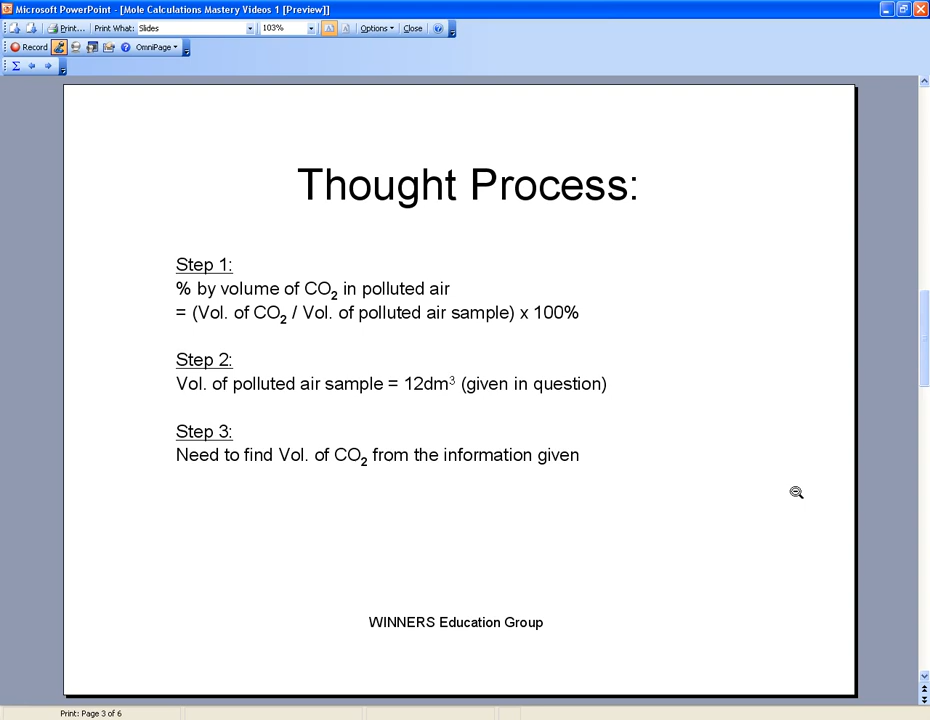 Microsoft PowerPoint - [Mole Calculations Mastery Videos 1 [Preview]]
Print... Print What: Slides 103% Options Close
Record OmniPage
Thought Process:
Step 1:
% by volume of CO₂ in polluted air
= (Vol. of CO₂ / Vol. of polluted air sample) x 100%
Step 2:
Vol. of polluted air sample = 12dm³ (given in question)
Step 3:
Need to find Vol. of CO₂ from the information given
WINNERS Education Group
Print: Page 3 of 6